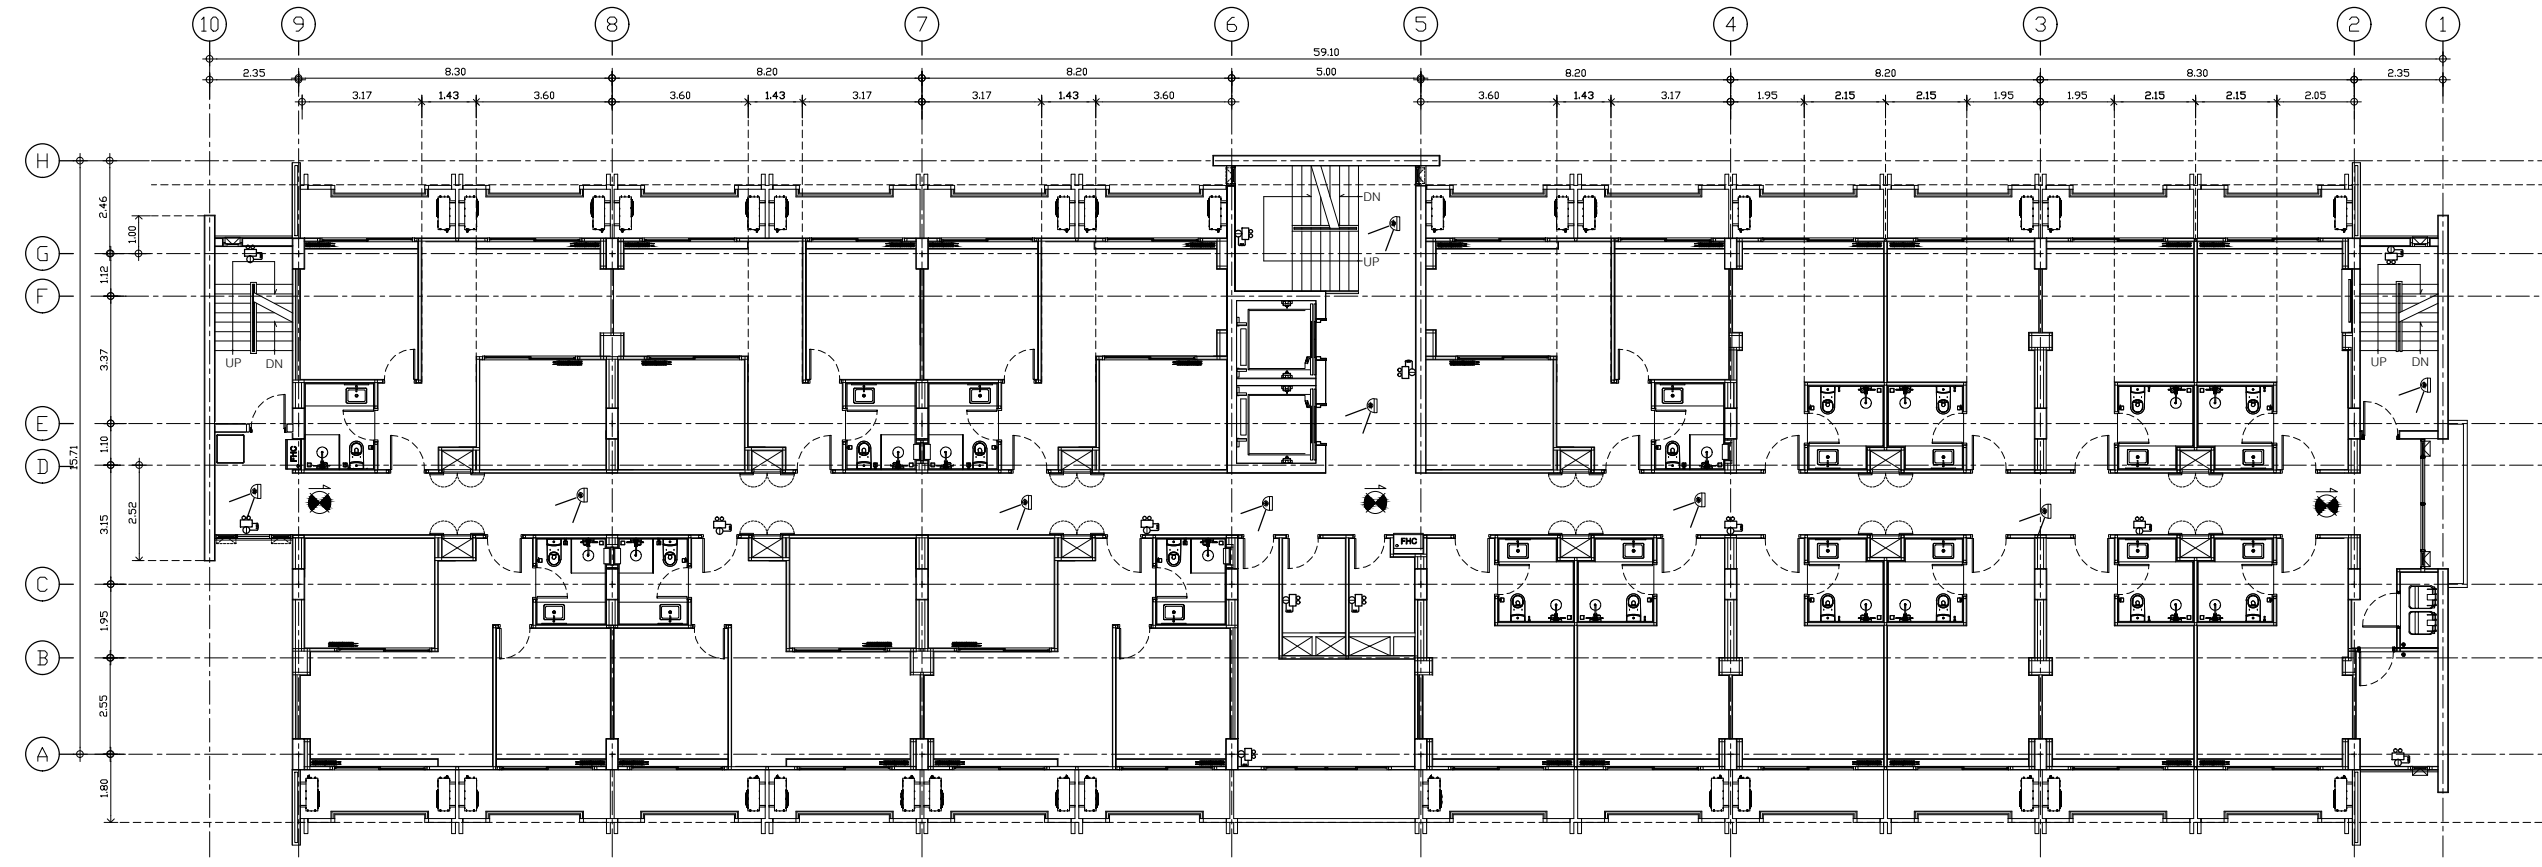 10 9 8 7 6 5 4 3 2 1
59.10
2.35 8.30 8.20 8.20 5.00 8.20 8.20 8.30 2.35
3.17 1.43 3.60 3.60 1.43 3.17 3.17 1.43 3.60 3.60 1.43 3.17 1.95 2.15 2.15 1.95 1.95 2.15 2.15 2.05
H
2.46
DN
1.00
G
UP
1.12
F
3.37
UP DN
UP DN
E
1.10
FHC
15.71
D
3.15
2.52
FHC
C
1.95
B
2.55
A
1.80